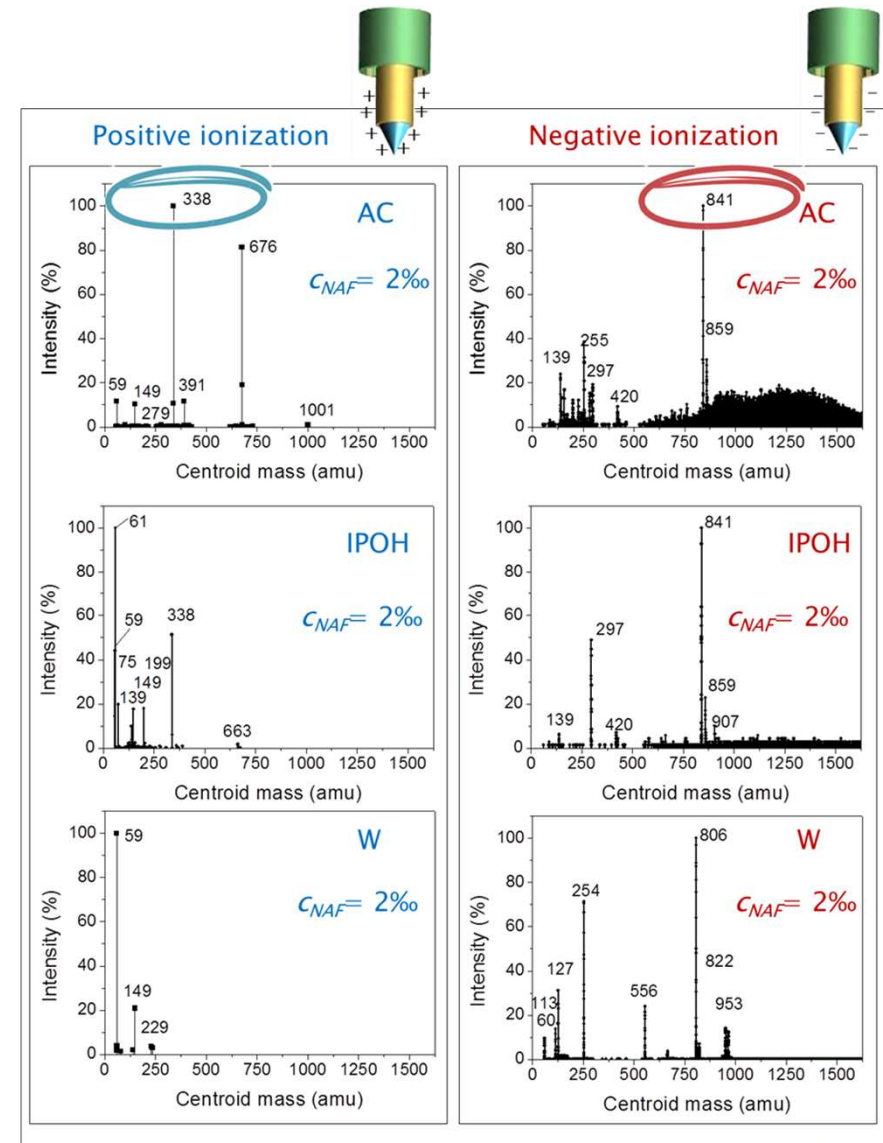 + +
+ +
+ +
+ +
− −
− −
− −
− −
Positive ionization
Negative ionization
338
AC
100
676
c_NAF= 2‰
80
Intensity (%)
60
40
20
59
149
279
391
1001
0
0 250 500 750 1000 1250 1500
Centroid mass (amu)
841
AC
100
c_NAF= 2‰
80
Intensity (%)
60
859
40
255
139
297
20
420
0
0 250 500 750 1000 1250 1500
Centroid mass (amu)
61
IPOH
100
c_NAF= 2‰
80
Intensity (%)
60
59
338
40
75
199
149
20
139
663
0
0 250 500 750 1000 1250 1500
Centroid mass (amu)
841
IPOH
100
c_NAF= 2‰
80
Intensity (%)
60
297
40
859
20
907
139
420
0
0 250 500 750 1000 1250 1500
Centroid mass (amu)
59
W
100
c_NAF= 2‰
80
Intensity (%)
60
40
149
20
229
0
0 250 500 750 1000 1250 1500
Centroid mass (amu)
806
W
100
254
c_NAF= 2‰
80
Intensity (%)
60
822
40
127
556
953
113
20
60
0
0 250 500 750 1000 1250 1500
Centroid mass (amu)